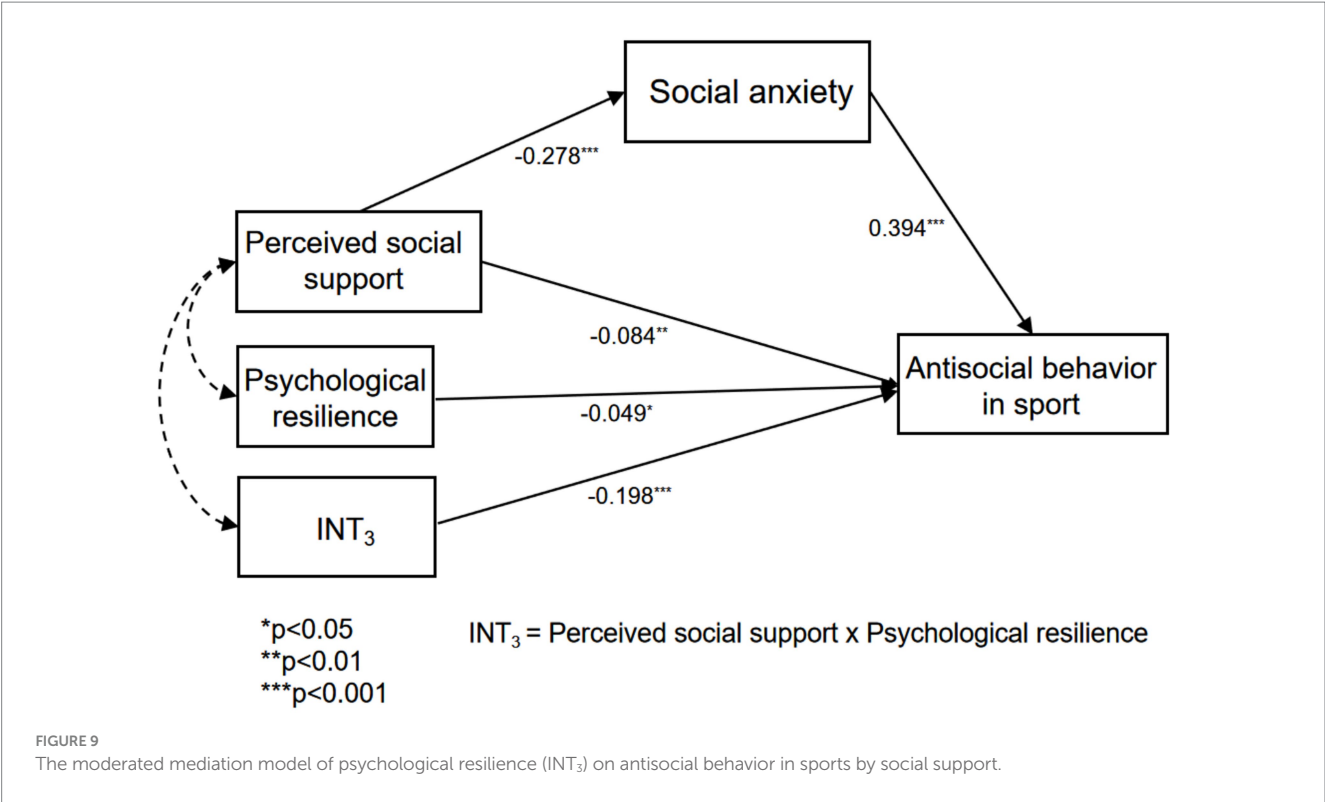 Social anxiety
-0.278***
0.394***
Perceived social
support
-0.084**
Antisocial behavior
in sport
Psychological
resilience
-0.049*
-0.198***
INT₃
*p<0.05
**p<0.01
***p<0.001
INT₃ = Perceived social support x Psychological resilience
FIGURE 9
The moderated mediation model of psychological resilience (INT₃) on antisocial behavior in sports by social support.